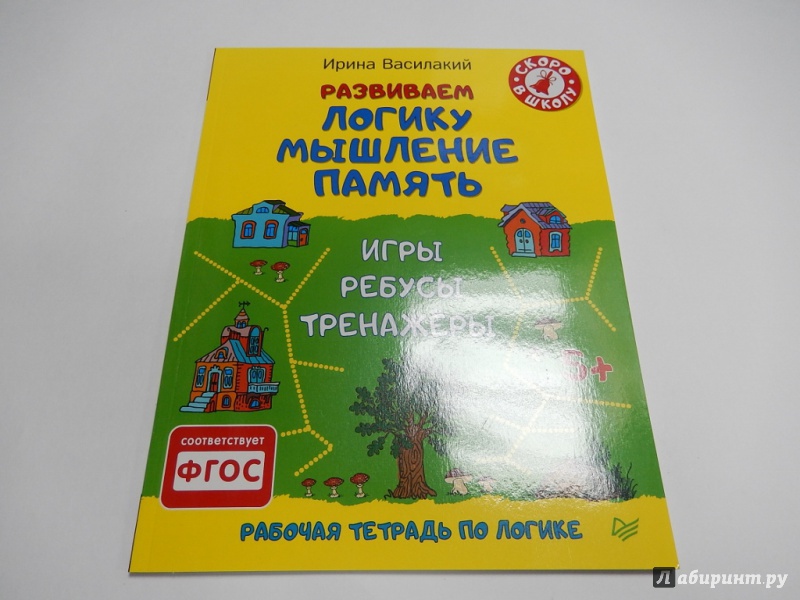 Ирина Василакий
СКОРО
В ШКОЛУ
РАЗВИВАЕМ
ЛОГИКУ
МЫШЛЕНИЕ
ПАМЯТЬ
ИГРЫ
РЕБУСЫ
ТРЕНАЖЕРЫ
5+
соответствует
ФГОС
РАБОЧАЯ ТЕТРАДЬ ПО ЛОГИКЕ
Лабиринт.ру